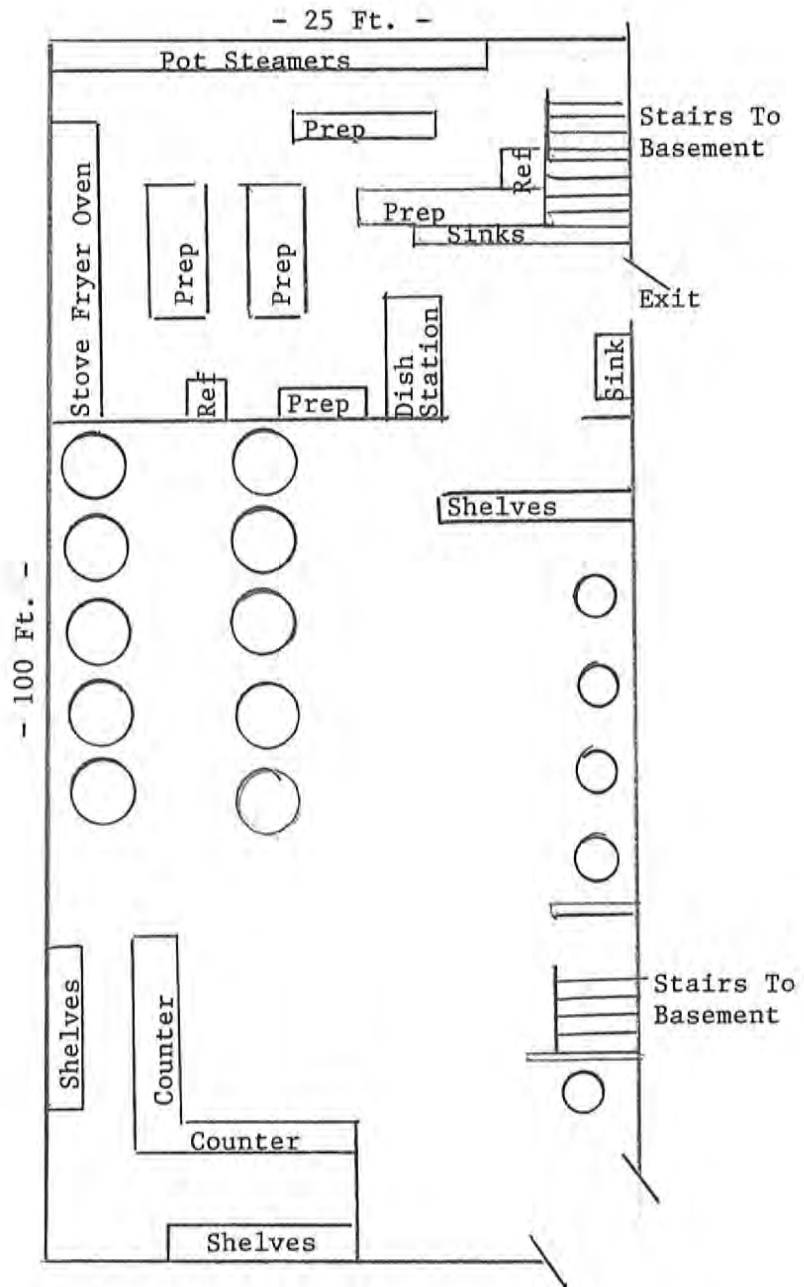 - 25 Ft. -
Pot Steamers
Prep
Stairs To
Basement
Ref
Prep
Sinks
Stove Fryer Oven
Prep
Prep
Exit
Dish
Station
Sink
Ref
Prep
Shelves
- 100 Ft. -
Shelves
Counter
Stairs To
Basement
Counter
Shelves